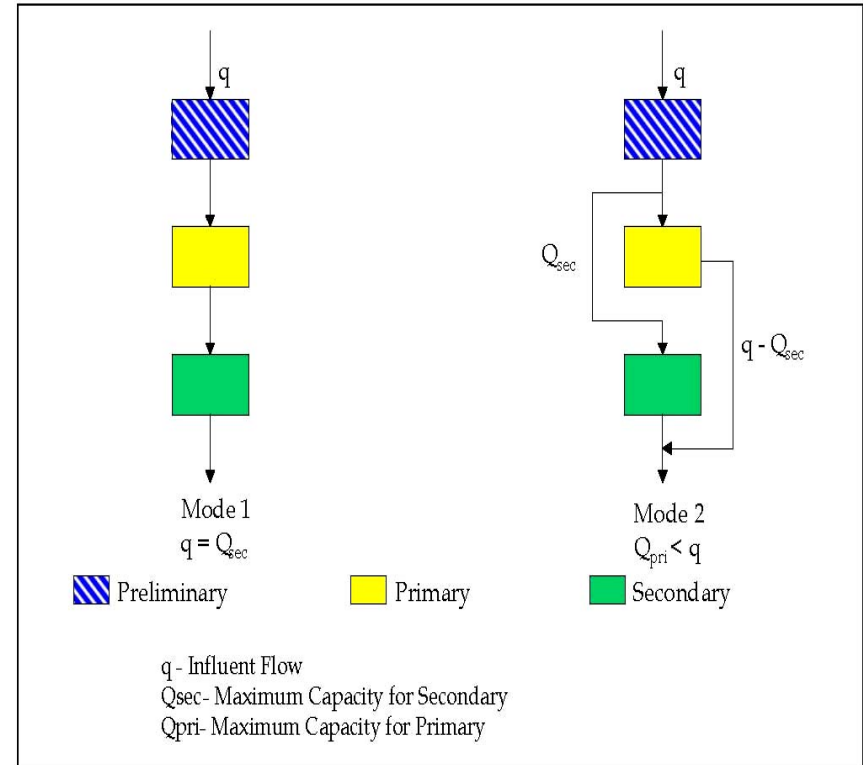 q
q
Qsec
q - Qsec
Mode 1
q = Qsec
Mode 2
Qpri < q
Preliminary
Primary
Secondary
q - Influent Flow
Qsec- Maximum Capacity for Secondary
Qpri- Maximum Capacity for Primary